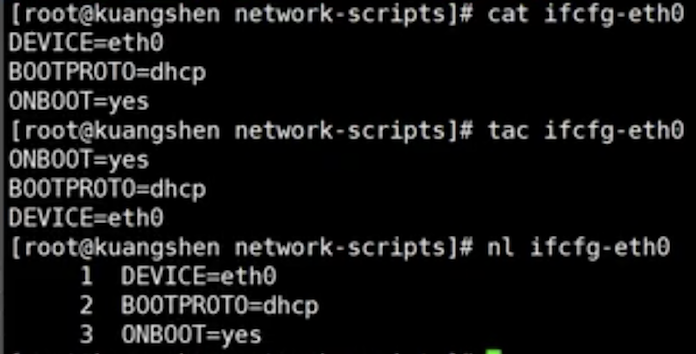 [root@kuangshen network-scripts]# cat ifcfg-eth0
DEVICE=eth0
BOOTPROTO=dhcp
ONBOOT=yes
[root@kuangshen network-scripts]# tac ifcfg-eth0
ONBOOT=yes
BOOTPROTO=dhcp
DEVICE=eth0
[root@kuangshen network-scripts]# nl ifcfg-eth0
     1  DEVICE=eth0
     2  BOOTPROTO=dhcp
     3  ONBOOT=yes